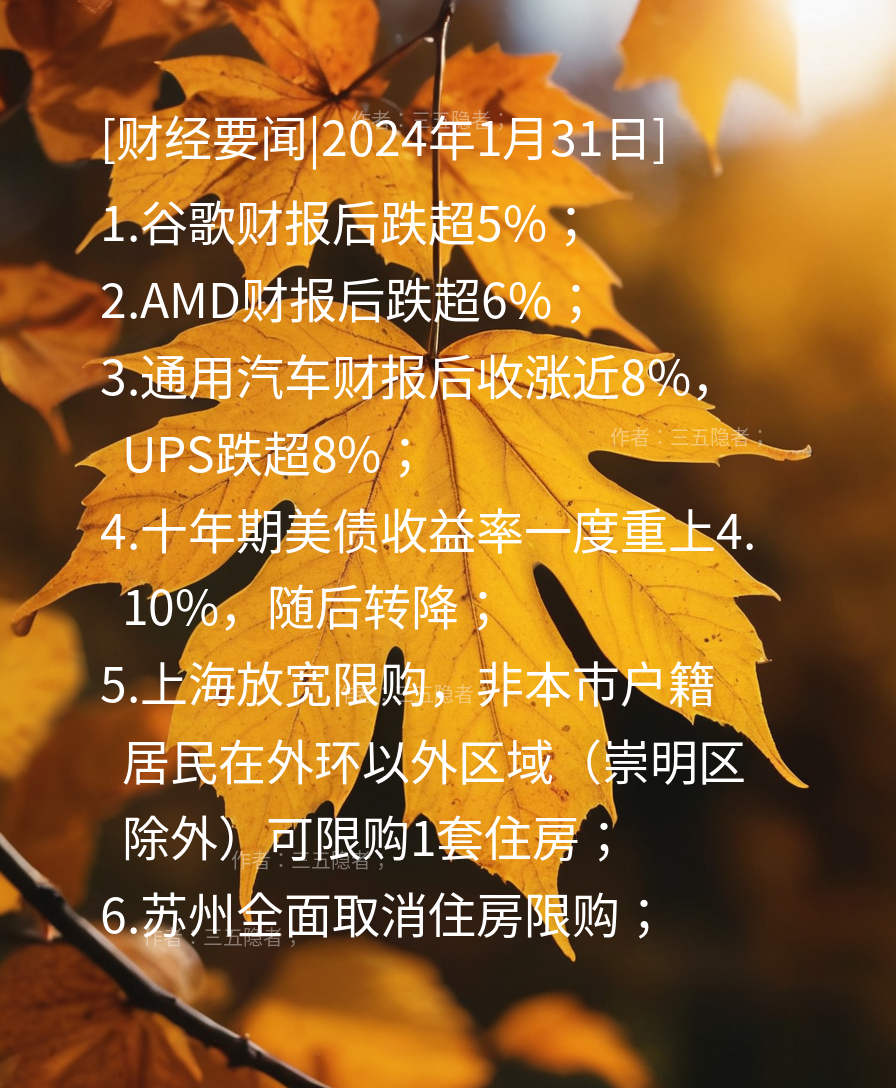 [财经要闻|2024年1月31日]
作者：三五隐者；
1.谷歌财报后跌超5%；
2.AMD财报后跌超6%；
3.通用汽车财报后收涨近8%，
作者：三五隐者；
UPS跌超8%；
4.十年期美债收益率一度重上4.
10%，随后转降；
5.上海放宽限购，非本市户籍
作者：三五隐者；
居民在外环以外区域（崇明区
除外）可限购1套住房；
作者：三五隐者；
6.苏州全面取消住房限购；
作者：三五隐者；